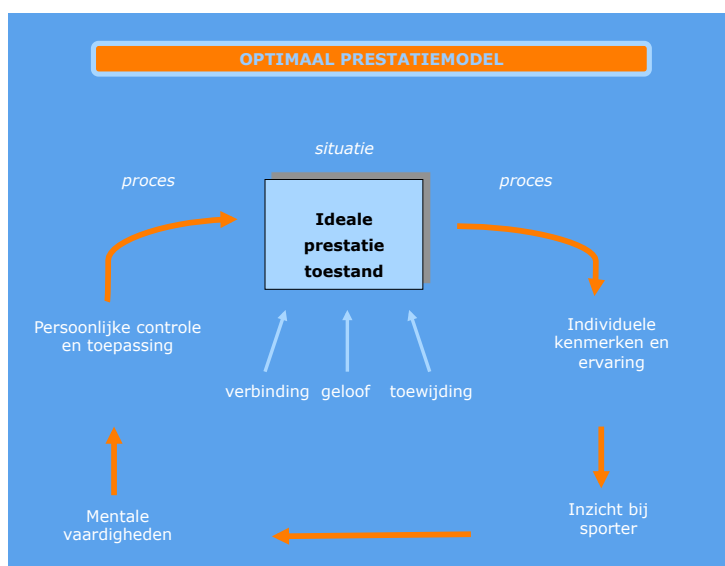 OPTIMAAL PRESTATIEMODEL
situatie
proces
proces
Ideale
prestatie
toestand
Persoonlijke controle
en toepassing
Individuele
kenmerken en
ervaring
verbinding geloof toewijding
Mentale
vaardigheden
Inzicht bij
sporter